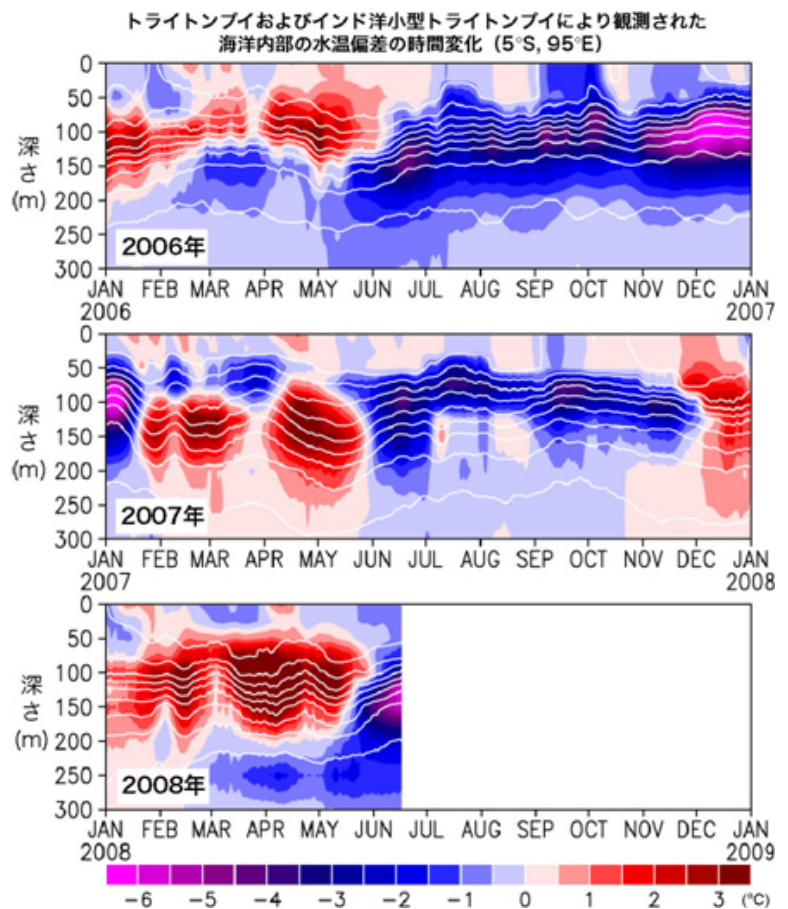 トライトンブイおよびインド洋小型トライトンブイにより観測された
海洋内部の水温偏差の時間変化（5°S, 95°E）
0
50
100
150
200
250
300
深さ(m)
2006年
JAN FEB MAR APR MAY JUN JUL AUG SEP OCT NOV DEC JAN
2006 2007
0
50
100
150
200
250
300
深さ(m)
2007年
JAN FEB MAR APR MAY JUN JUL AUG SEP OCT NOV DEC JAN
2007 2008
0
50
100
150
200
250
300
深さ(m)
2008年
JAN FEB MAR APR MAY JUN JUL AUG SEP OCT NOV DEC JAN
2008 2009
-6 -5 -4 -3 -2 -1 0 1 2 3 (°C)